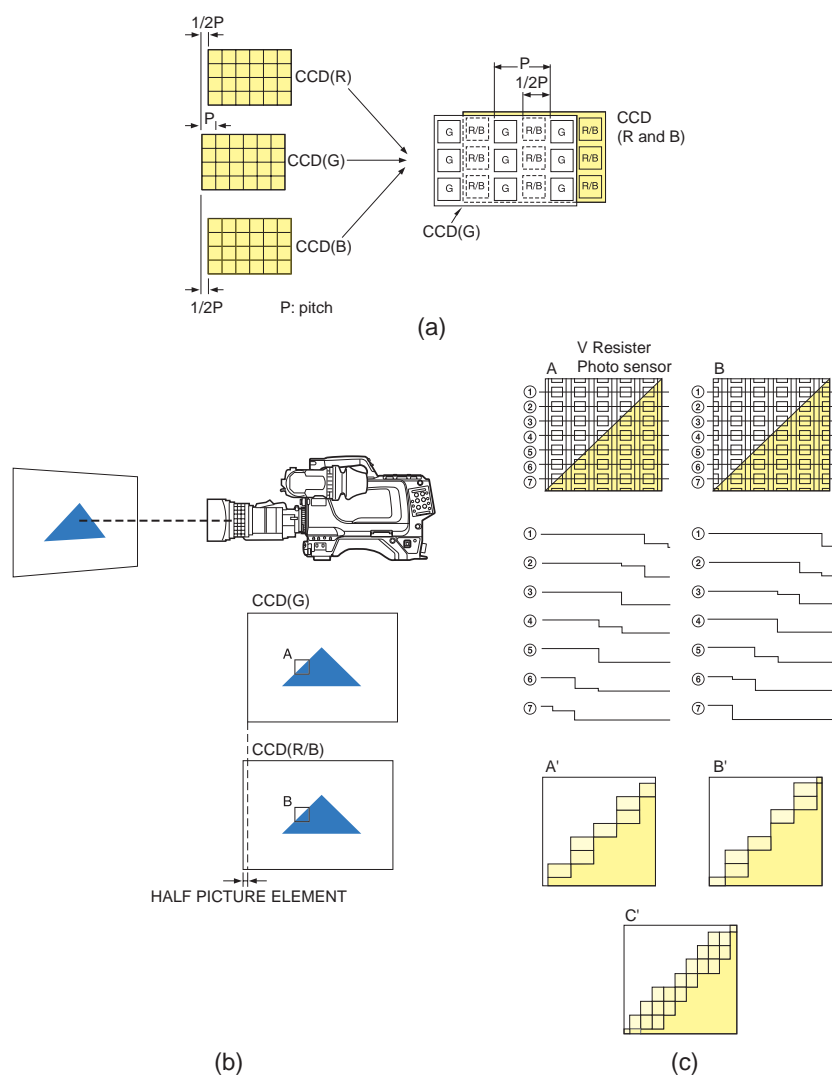 1/2P
CCD(R)
P
CCD(G)
CCD(B)
1/2P
P: pitch
P
1/2P
G R/B G R/B G R/B
G R/B G R/B G R/B
G R/B G R/B G R/B
CCD
(R and B)
CCD(G)
(a)
CCD(G)
A
CCD(R/B)
B
HALF PICTURE ELEMENT
(b)
V Resister
Photo sensor
A
B
①
②
③
④
⑤
⑥
⑦
①
②
③
④
⑤
⑥
⑦
①
②
③
④
⑤
⑥
⑦
①
②
③
④
⑤
⑥
⑦
A'
B'
C'
(c)